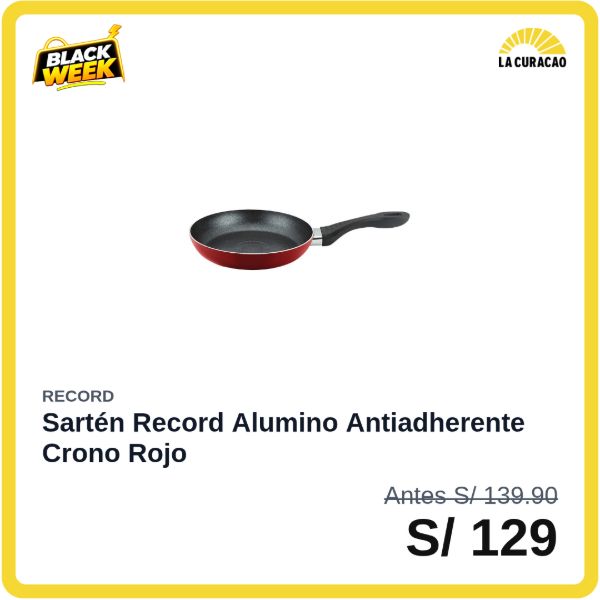 BLACK
WEEK
LA CURACAO
RECORD
Sartén Record Alumino Antiadherente
Crono Rojo
Antes S/ 139.90
S/ 129